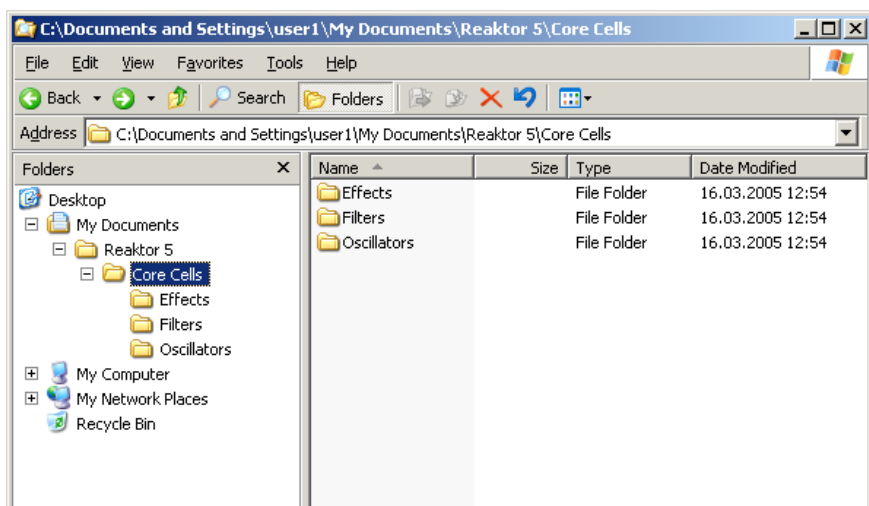 C:\Documents and Settings\user1\My Documents\Reaktor 5\Core Cells
File Edit View Favorites Tools Help
Back Search Folders
Address C:\Documents and Settings\user1\My Documents\Reaktor 5\Core Cells
Folders x Name Size Type Date Modified
Desktop
My Documents
Reaktor 5
Core Cells
Effects
Filters
Oscillators
My Computer
My Network Places
Recycle Bin
Effects File Folder 16.03.2005 12:54
Filters File Folder 16.03.2005 12:54
Oscillators File Folder 16.03.2005 12:54